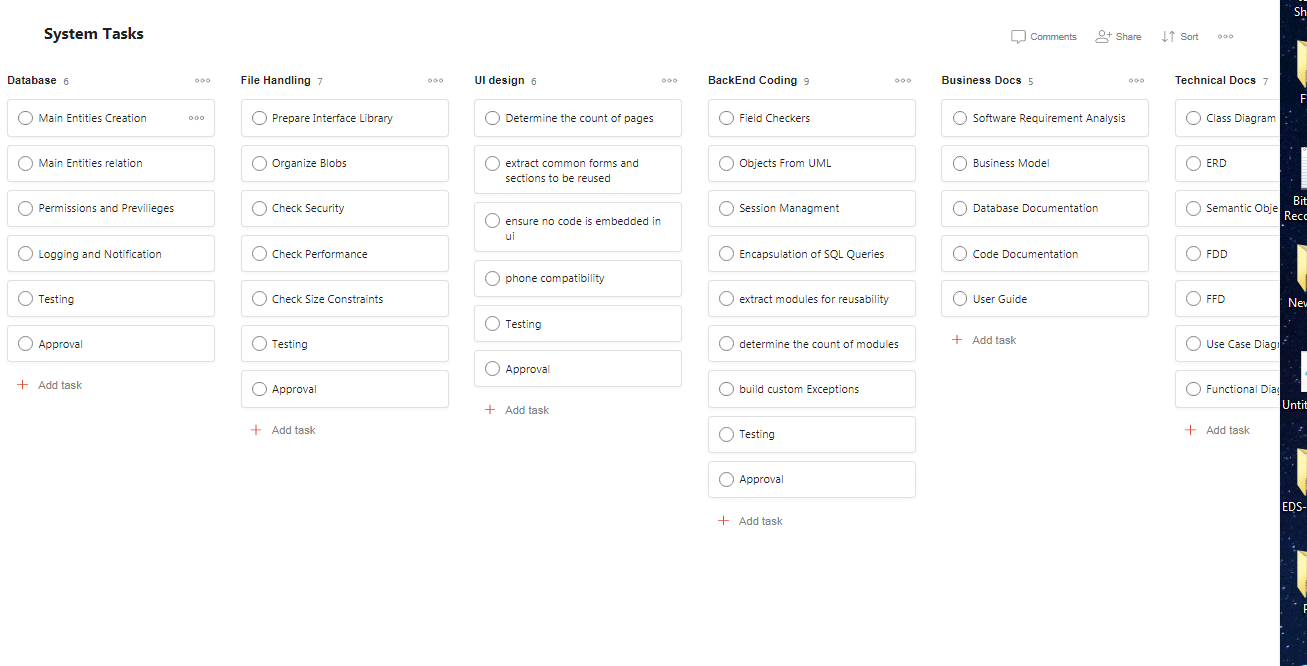 System Tasks
Comments
Share
Sort
Database 6
Main Entities Creation
Main Entities relation
Permissions and Previlieges
Logging and Notification
Testing
Approval
Add task
File Handling 7
Prepare Interface Library
Organize Blobs
Check Security
Check Performance
Check Size Constraints
Testing
Approval
Add task
UI design 6
Determine the count of pages
extract common forms and
sections to be reused
ensure no code is embedded in
ui
phone compatibility
Testing
Approval
Add task
BackEnd Coding 9
Field Checkers
Objects From UML
Session Managment
Encapsulation of SQL Queries
extract modules for reusability
determine the count of modules
build custom Exceptions
Testing
Approval
Add task
Business Docs 5
Software Requirement Analysis
Business Model
Database Documentation
Code Documentation
User Guide
Add task
Technical Docs 7
Class Diagram
ERD
Semantic Obje
FDD
FFD
Use Case Diagr
Functional Diag
Add task
Sh
F
Bit
Reco
New
Untit
EDS-